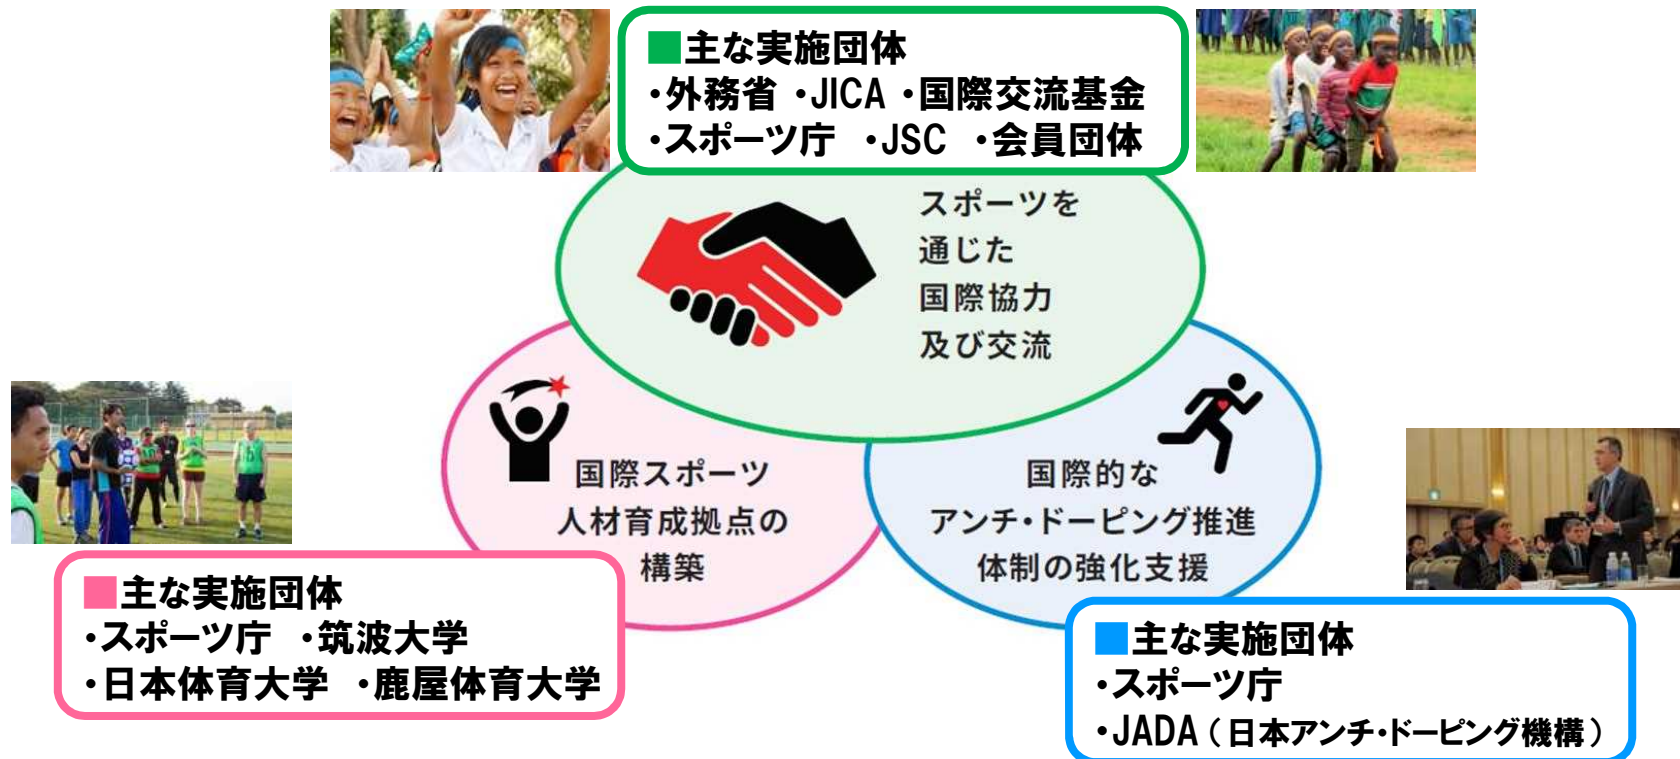 ■主な実施団体
・外務省 ・JICA ・国際交流基金
・スポーツ庁 ・JSC ・会員団体
スポーツを
通じた
国際協力
及び交流
国際スポーツ
人材育成拠点の
構築
国際的な
アンチ・ドーピング推進
体制の強化支援
■主な実施団体
・スポーツ庁 ・筑波大学
・日本体育大学 ・鹿屋体育大学
■主な実施団体
・スポーツ庁
・JADA（日本アンチ・ドーピング機構）